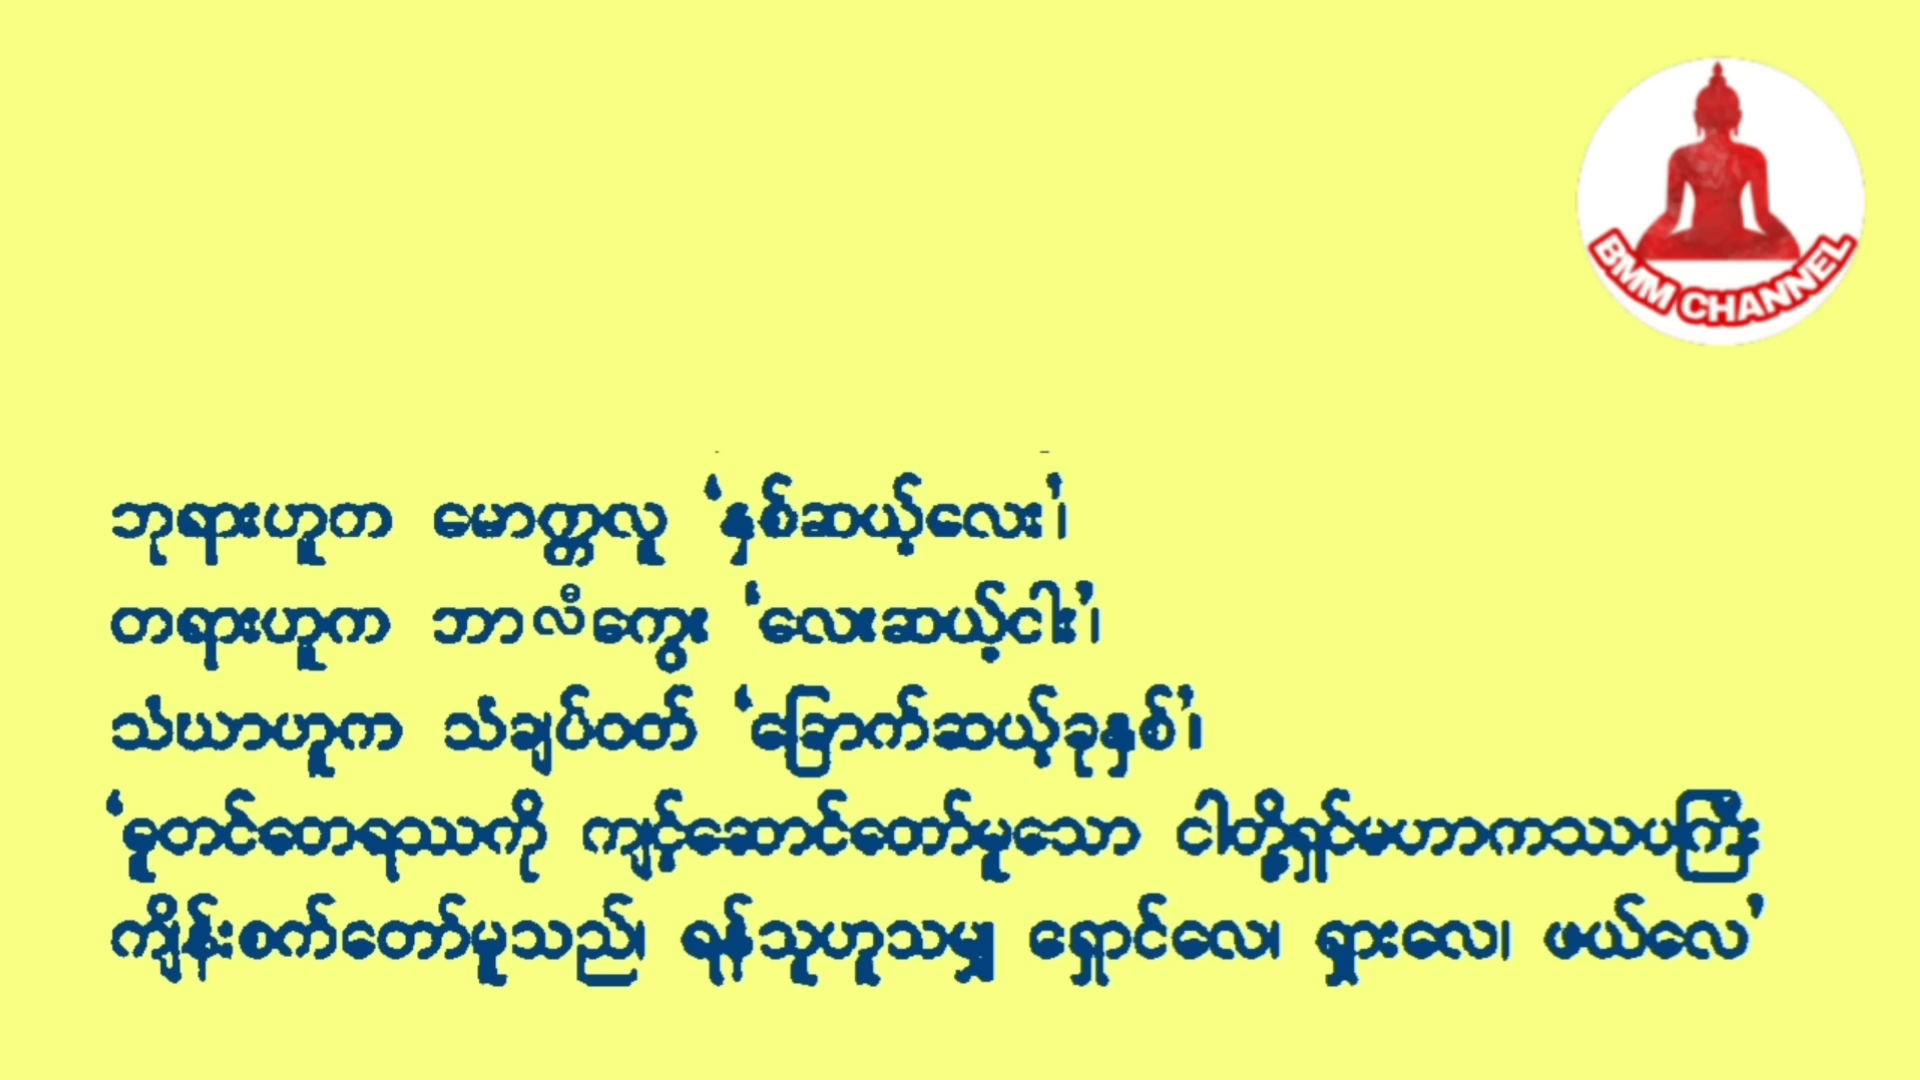 BMM CHANNEL
ဘုရားဟူက မောဂ္ဂလူ ‘နှစ်ဆယ့်လေး’၊
တရားဟူက ဘာလီကွေး ‘လေးဆယ့်ငါး’၊
သံဃာဟူက သံချပ်ဝတ် ‘ခြောက်ဆယ့်ခုနှစ်’၊
‘ဓူတင်တေရဿကို ကျင့်ဆောင်တော်မူသော ငါတို့ရှင်မဟာကဿပကြီး
ကျိန်းစက်တော်မူသည်၊ ရန်သူဟူသမျှ ရှောင်လေ၊ ရှားလေ၊ ဖယ်လေ’